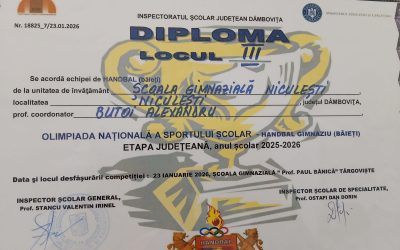 INSPECTORATUL ȘCOLAR JUDEȚEAN DÂMBOVIȚA
Nr. 18825_7/23.01.2026
DIPLOMA
LOCUL III
Se acordă echipei de HANDBAL (băieți)
de la unitatea de învățământ ȘCOALA GIMNAZIALĂ NICULEȘTI
localitatea NICULEȘTI, județul DÂMBOVIȚA,
prof. coordonator BUTOI ALEXANDRU
OLIMPIADA NAȚIONALĂ A SPORTULUI ȘCOLAR - HANDBAL GIMNAZIU (BĂIEȚI)
ETAPA JUDEȚEANĂ, anul școlar 2025-2026
Data și locul desfășurării competiției : 23 IANUARIE 2026, ȘCOALA GIMNAZIALĂ " Prof. PAUL BĂNICĂ" TÂRGOVIȘTE
INSPECTOR ȘCOLAR GENERAL,
Prof. STANCU VALENTIN IRINEL
INSPECTOR ȘCOLAR DE SPECIALITATE,
Prof. OSTAFI DAN DORIN
HANDBAL